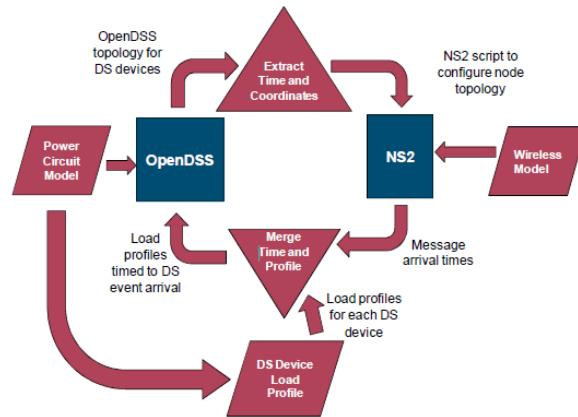 OpenDSS
topology for
DS devices
Extract
Time and
Coordinates
NS2 script to
configure node
topology
Power
Circuit
Model
OpenDSS
NS2
Wireless
Model
Load
profiles
timed to DS
event arrival
Merge
Time and
Profile
Message
arrival times
Load profiles
for each DS
device
DS Device
Load
Profile